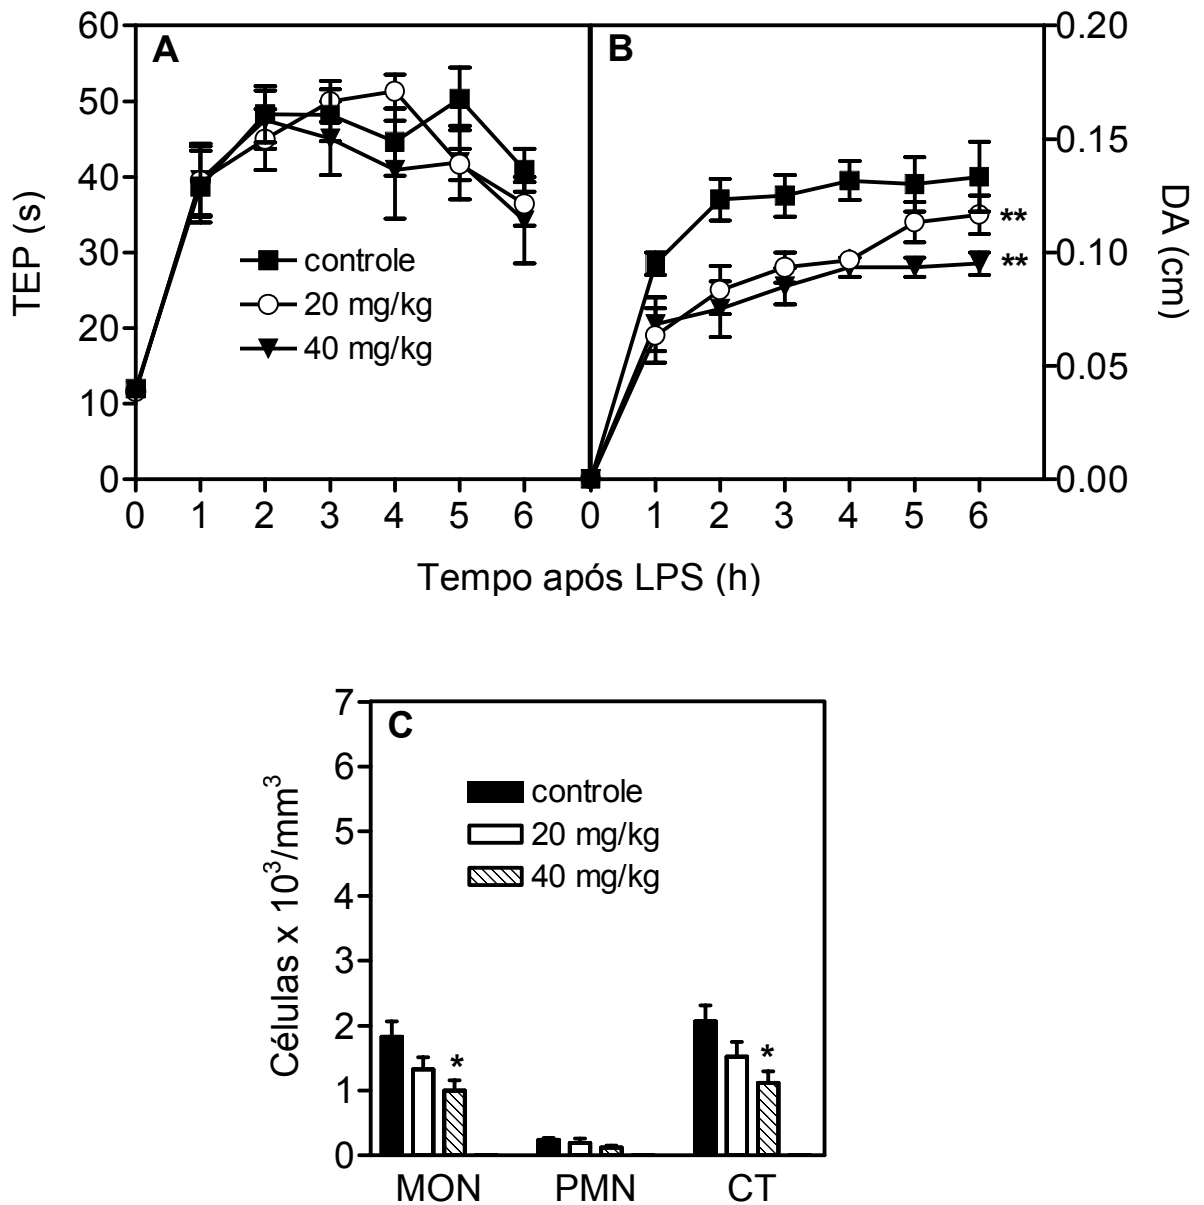 A
B
60
50
40
30
20
10
0
TEP (s)
controle
20 mg/kg
40 mg/kg
0 1 2 3 4 5 6
0.20
0.15
0.10
0.05
0.00
DA (cm)
**
**
0 1 2 3 4 5 6
Tempo após LPS (h)
C
7
6
5
4
3
2
1
0
Células x 10³/mm³
controle
20 mg/kg
40 mg/kg
*
*
MON PMN CT